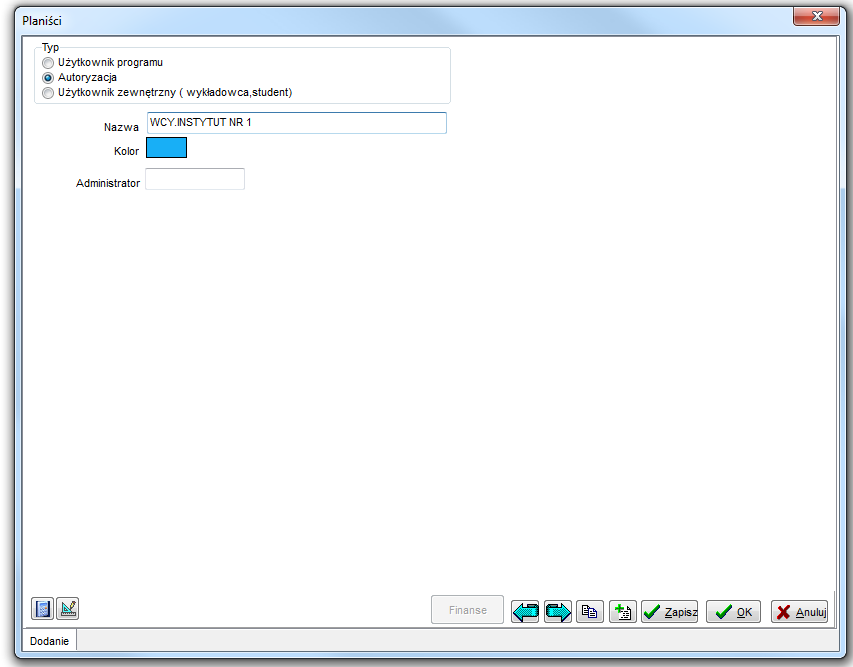 Planiści
Typ
Użytkownik programu
Autoryzacja
Użytkownik zewnętrzny ( wykładowca,student)
Nazwa WCY.INSTYTUT NR 1
Kolor
Administrator
Finanse Zapisz OK Anuluj
Dodanie